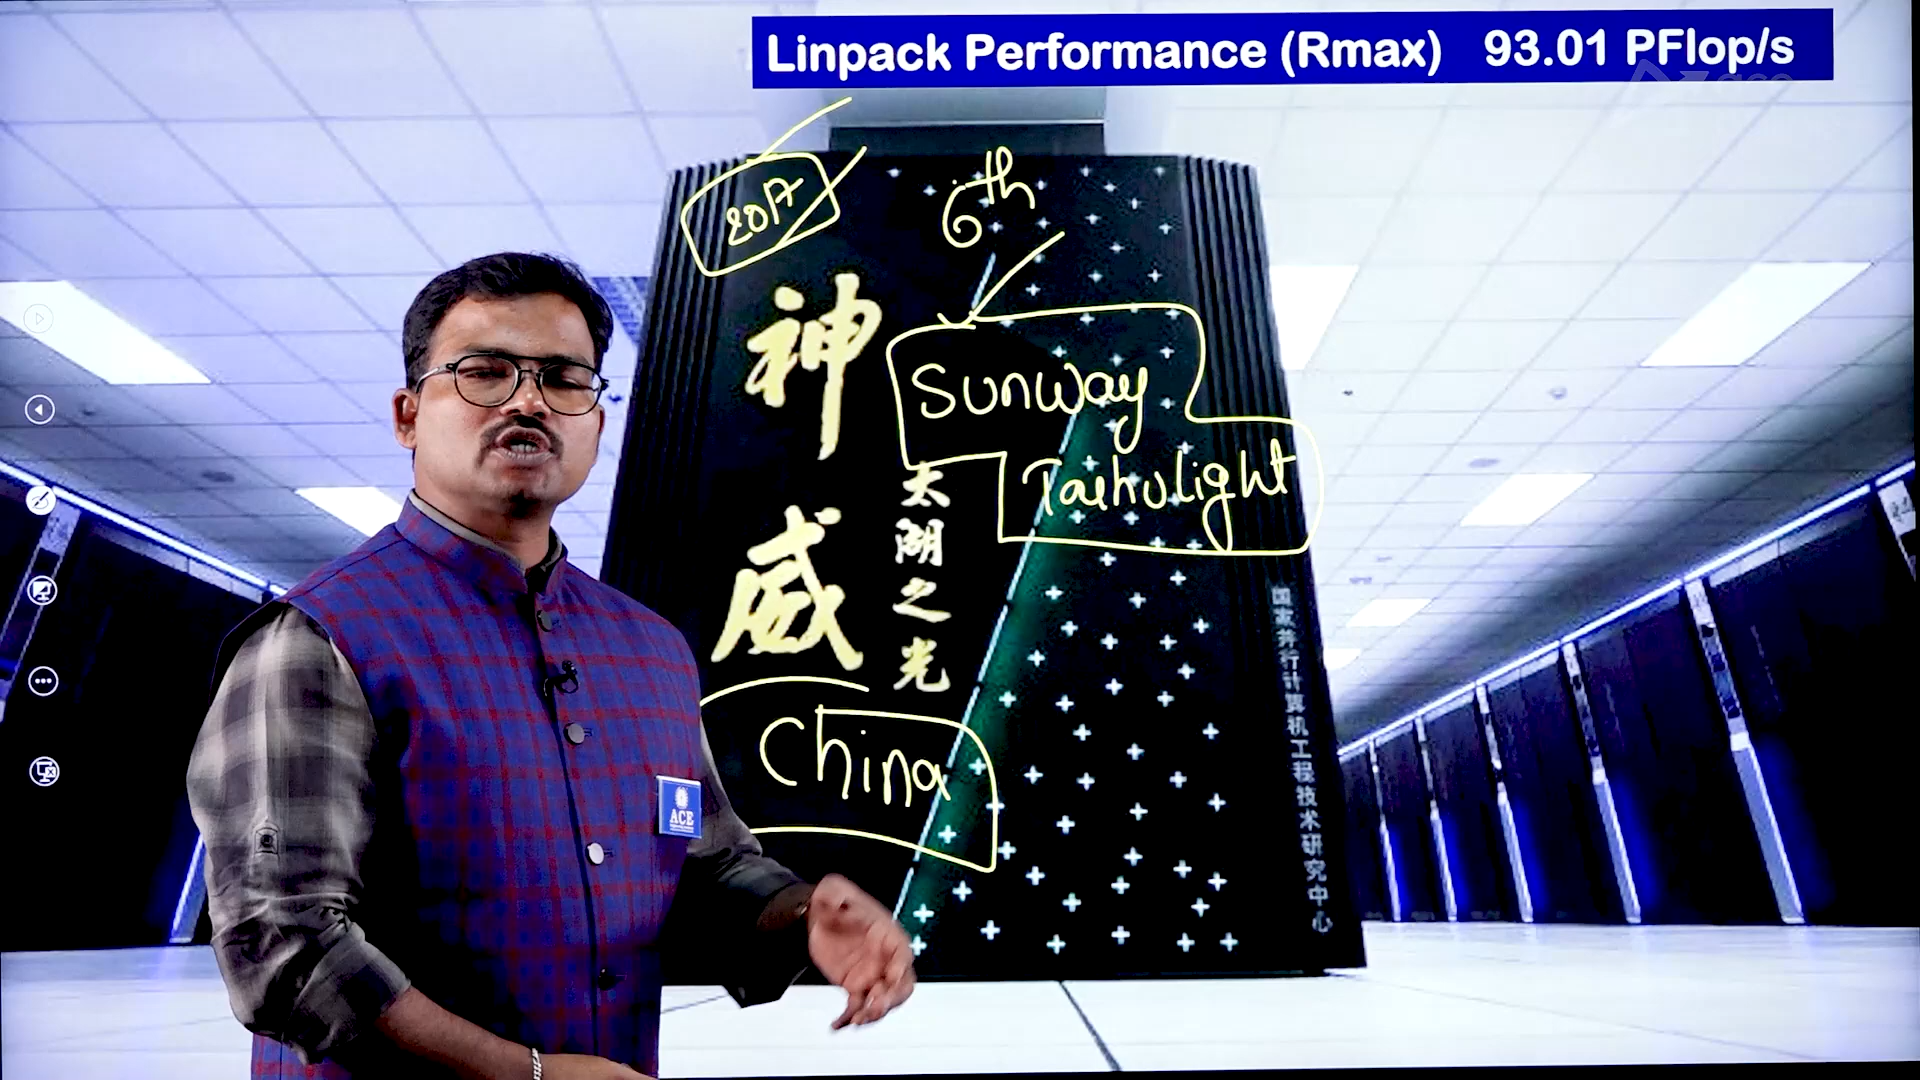 Linpack Performance (Rmax) 93.01 PFlop/s
2017
6th
神威
太湖之光
Sunway
Taihulight
China
国家并行计算机工程技术研究中心
ACE